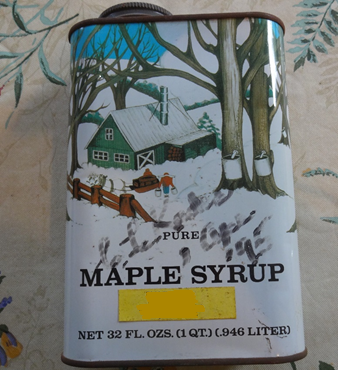 PURE
MAPLE SYRUP
NET 32 FL. OZS. (1 QT.) (.946 LITER)